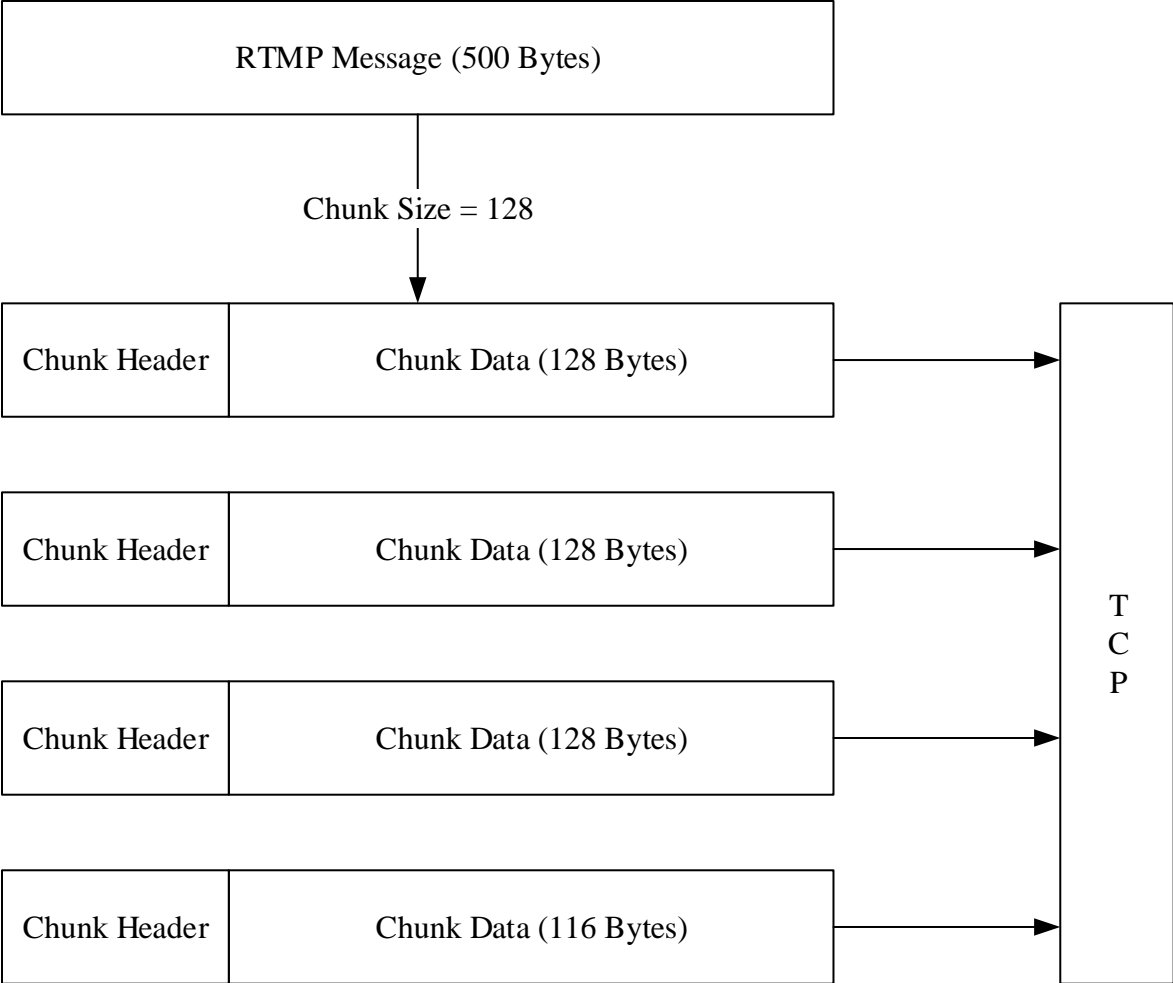 RTMP Message (500 Bytes)
Chunk Size = 128
Chunk Header
Chunk Data (128 Bytes)
Chunk Header
Chunk Data (128 Bytes)
Chunk Header
Chunk Data (128 Bytes)
Chunk Header
Chunk Data (116 Bytes)
T
C
P